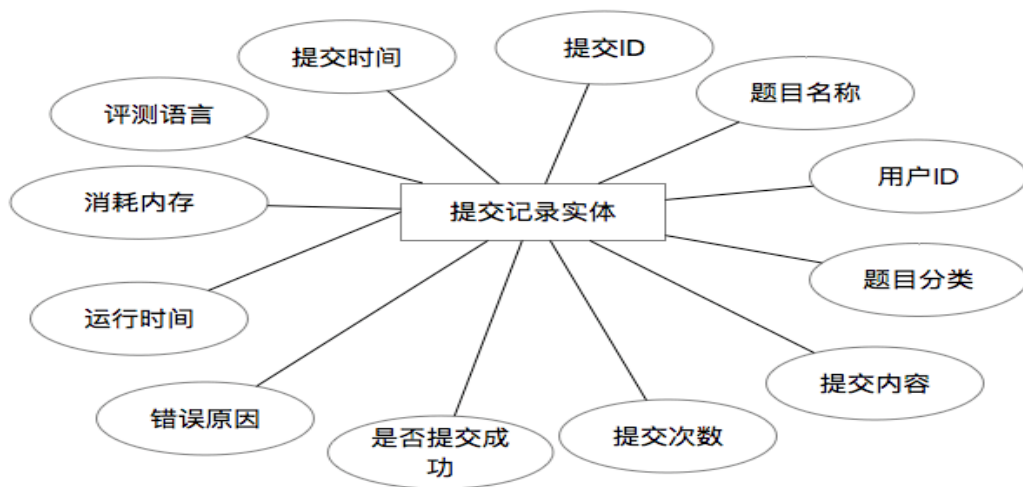 提交时间
提交ID
题目名称
评测语言
用户ID
消耗内存
提交记录实体
题目分类
运行时间
提交内容
错误原因
是否提交成
功
提交次数